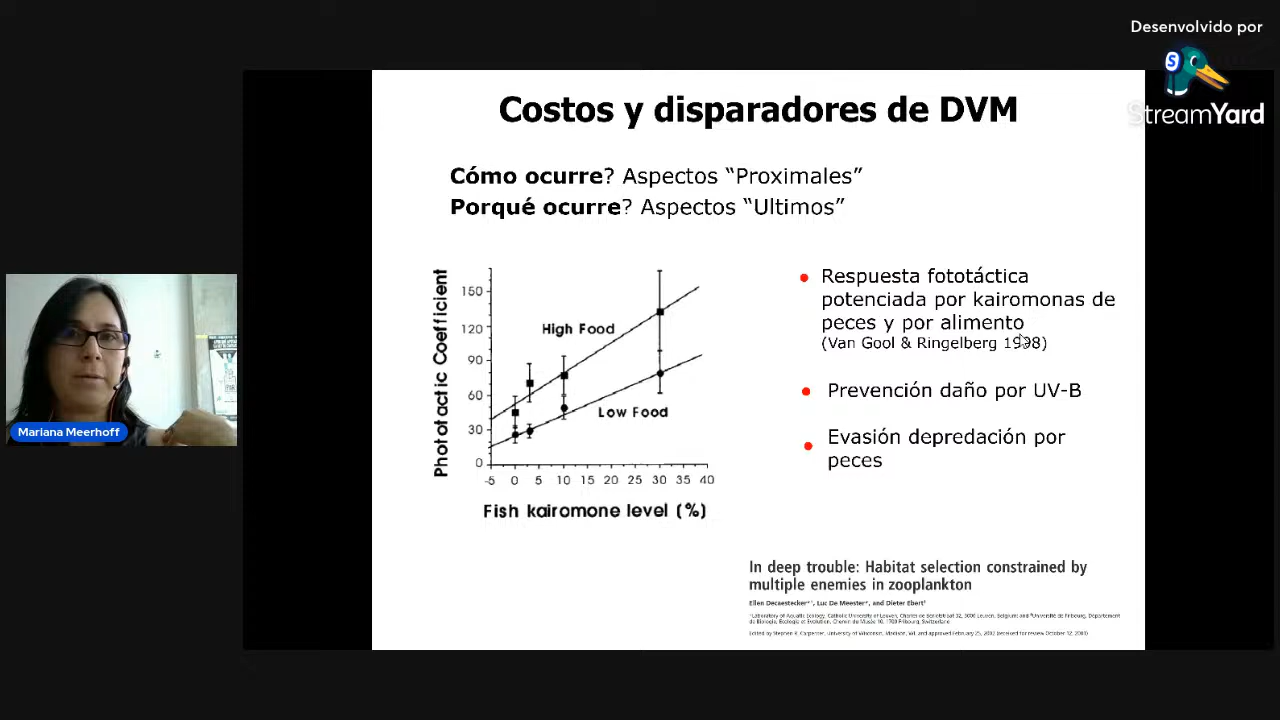 Desenvolvido por
StreamYard
Costos y disparadores de DVM
Cómo ocurre? Aspectos “Proximales”
Porqué ocurre? Aspectos “Ultimos”
Phototactic Coefficient
150
120
90
60
30
0
High Food
Low Food
-5 0 5 10 15 20 25 30 35 40
Fish kairomone level (%)
Respuesta fototáctica
potenciada por kairomonas de
peces y por alimento
(Van Gool & Ringelberg 1998)
Prevención daño por UV-B
Evasión depredación por
peces
In deep trouble: Habitat selection constrained by
multiple enemies in zooplankton
Ellen Decaestecker, Luc De Meester, and Dieter Ebert
Mariana Meerhoff